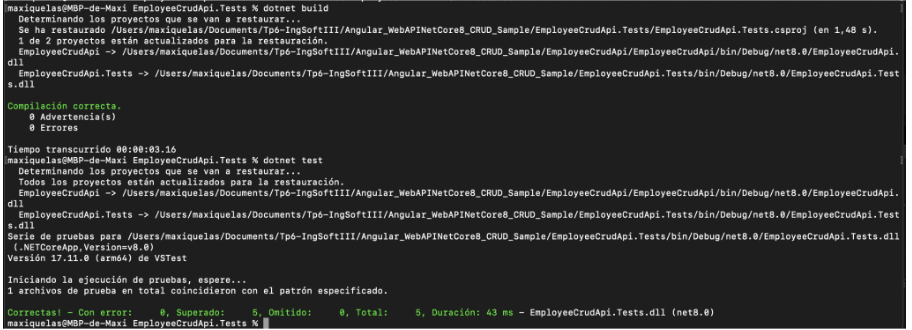 maxiquelas@MBP-de-Maxi EmployeeCrudApi.Tests % dotnet build
Determinando los proyectos que se van a restaurar...
Se ha restaurado /Users/maxiquelas/Documents/Tp6-IngSoftIII/Angular_WebAPINetCore8_CRUD_Sample/EmployeeCrudApi.Tests/EmployeeCrudApi.Tests.csproj (en 1,48 s).
1 de 2 proyectos están actualizados para la restauración.
EmployeeCrudApi -> /Users/maxiquelas/Documents/Tp6-IngSoftIII/Angular_WebAPINetCore8_CRUD_Sample/EmployeeCrudApi/EmployeeCrudApi/bin/Debug/net8.0/EmployeeCrudApi.
dll
EmployeeCrudApi.Tests -> /Users/maxiquelas/Documents/Tp6-IngSoftIII/Angular_WebAPINetCore8_CRUD_Sample/EmployeeCrudApi.Tests/bin/Debug/net8.0/EmployeeCrudApi.Test
s.dll
Compilación correcta.
0 Advertencia(s)
0 Errores
Tiempo transcurrido 00:00:03.16
maxiquelas@MBP-de-Maxi EmployeeCrudApi.Tests % dotnet test
Determinando los proyectos que se van a restaurar...
Todos los proyectos están actualizados para la restauración.
EmployeeCrudApi -> /Users/maxiquelas/Documents/Tp6-IngSoftIII/Angular_WebAPINetCore8_CRUD_Sample/EmployeeCrudApi/EmployeeCrudApi/bin/Debug/net8.0/EmployeeCrudApi.
dll
EmployeeCrudApi.Tests -> /Users/maxiquelas/Documents/Tp6-IngSoftIII/Angular_WebAPINetCore8_CRUD_Sample/EmployeeCrudApi.Tests/bin/Debug/net8.0/EmployeeCrudApi.Test
s.dll
Serie de pruebas para /Users/maxiquelas/Documents/Tp6-IngSoftIII/Angular_WebAPINetCore8_CRUD_Sample/EmployeeCrudApi.Tests/bin/Debug/net8.0/EmployeeCrudApi.Tests.dll
(.NETCoreApp,Version=v8.0)
Versión 17.11.0 (arm64) de VSTest
Iniciando la ejecución de pruebas, espere...
1 archivos de prueba en total coincidieron con el patrón especificado.
Correctas! - Con error: 0, Superado: 5, Omitido: 0, Total: 5, Duración: 43 ms - EmployeeCrudApi.Tests.dll (net8.0)
maxiquelas@MBP-de-Maxi EmployeeCrudApi.Tests %